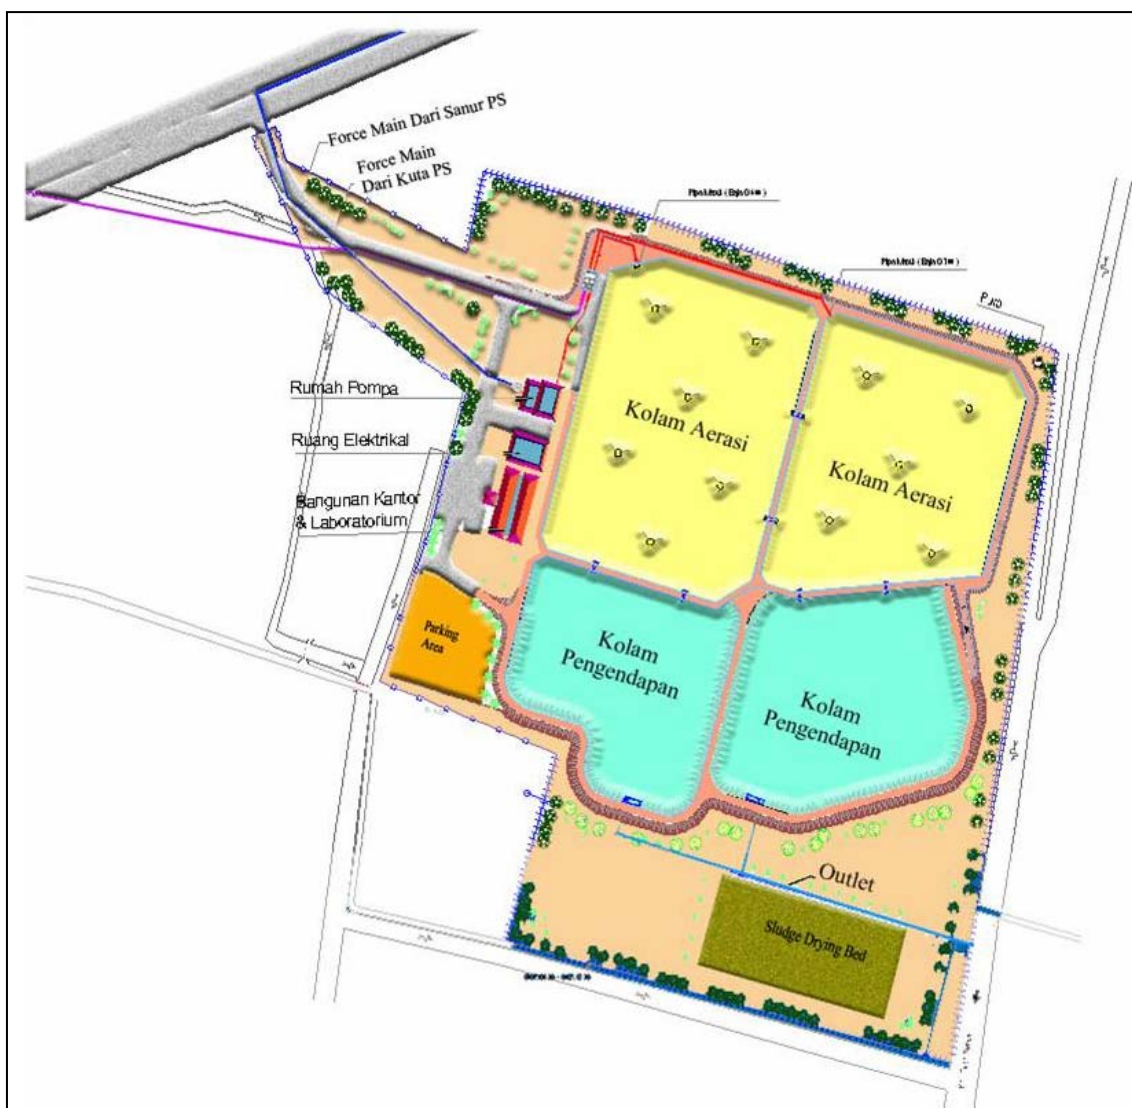 Force Main Dari Sanur PS
Force Main
Dari Kuta PS
Rumah Pompa
Ruang Elektrikal
Bangunan Kantor
& Laboratorium
Kolam Aerasi
Kolam Aerasi
Parking
Area
Kolam
Pengendapan
Kolam
Pengendapan
Outlet
Sludge Drying Bed